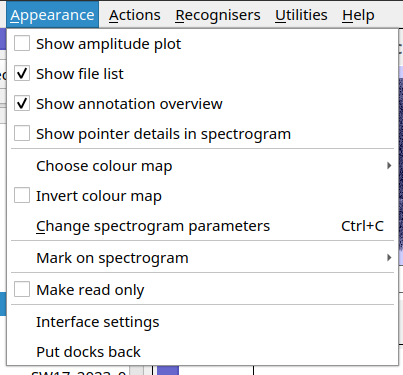 Appearance Actions Recognisers Utilities Help
Show amplitude plot
Show file list
Show annotation overview
Show pointer details in spectrogram
Choose colour map
Invert colour map
Change spectrogram parameters Ctrl+C
Mark on spectrogram
Make read only
Interface settings
Put docks back